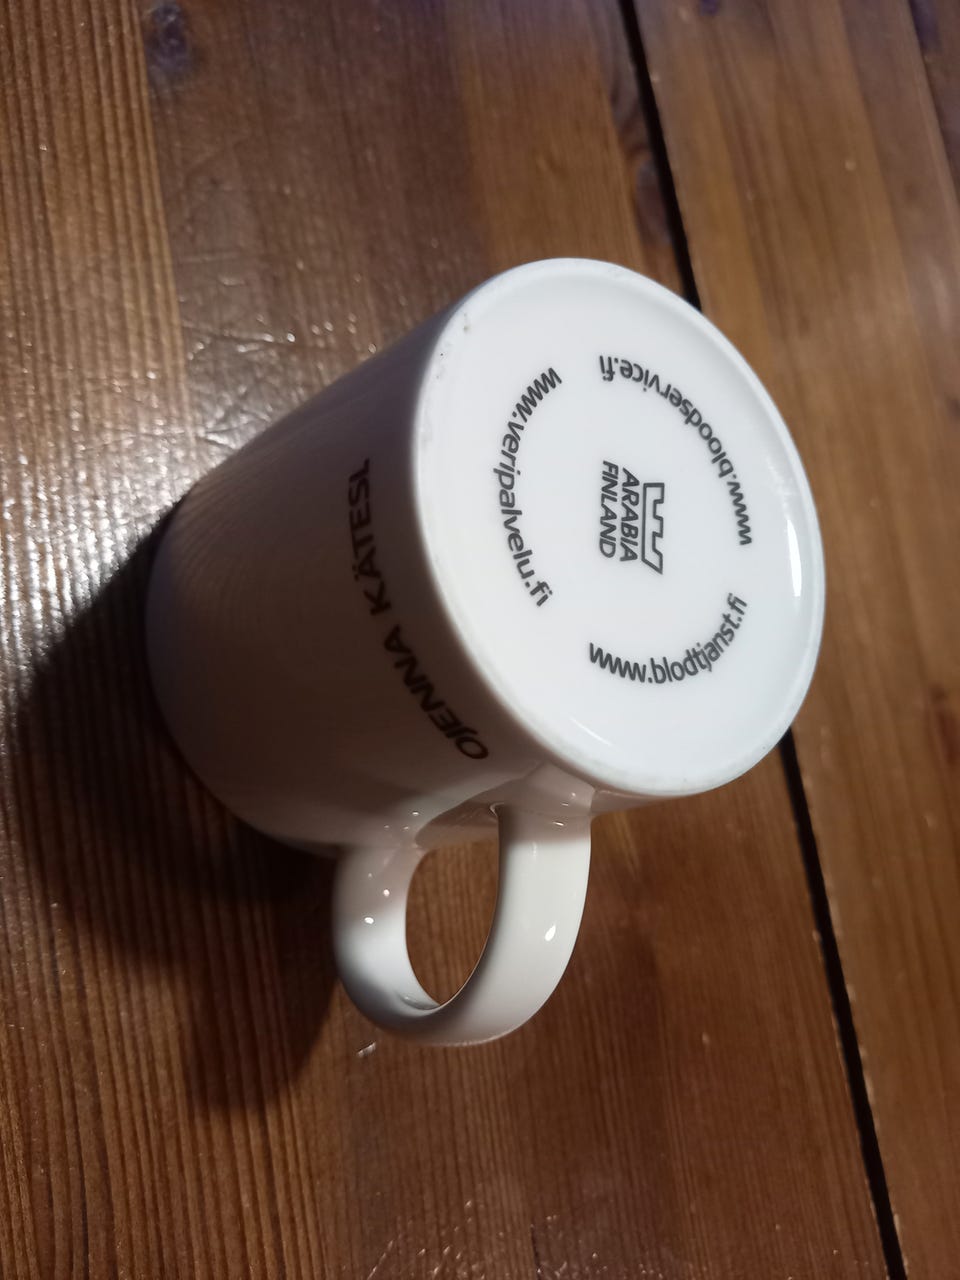 www.bloodservice.fi
www.veripalvelu.fi
www.blodtjanst.fi
ARABIA
FINLAND
OJENNA KÄTESI